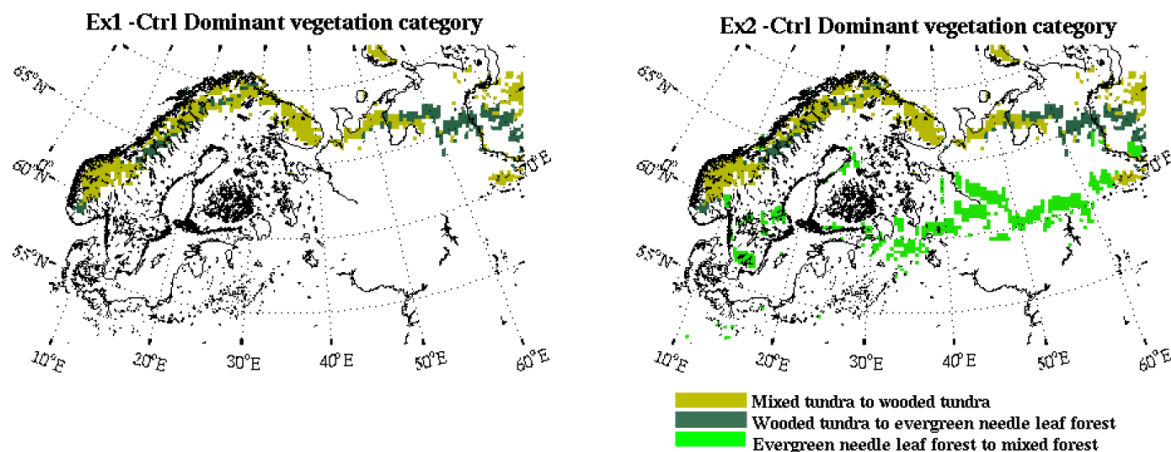 Ex1 -Ctrl Dominant vegetation category
Ex2 -Ctrl Dominant vegetation category
65°N
60°N
55°N
10°E
20°E
30°E
40°E
50°E
60°E
70°E
65°N
60°N
55°N
10°E
20°E
30°E
40°E
50°E
60°E
70°E
Mixed tundra to wooded tundra
Wooded tundra to evergreen needle leaf forest
Evergreen needle leaf forest to mixed forest